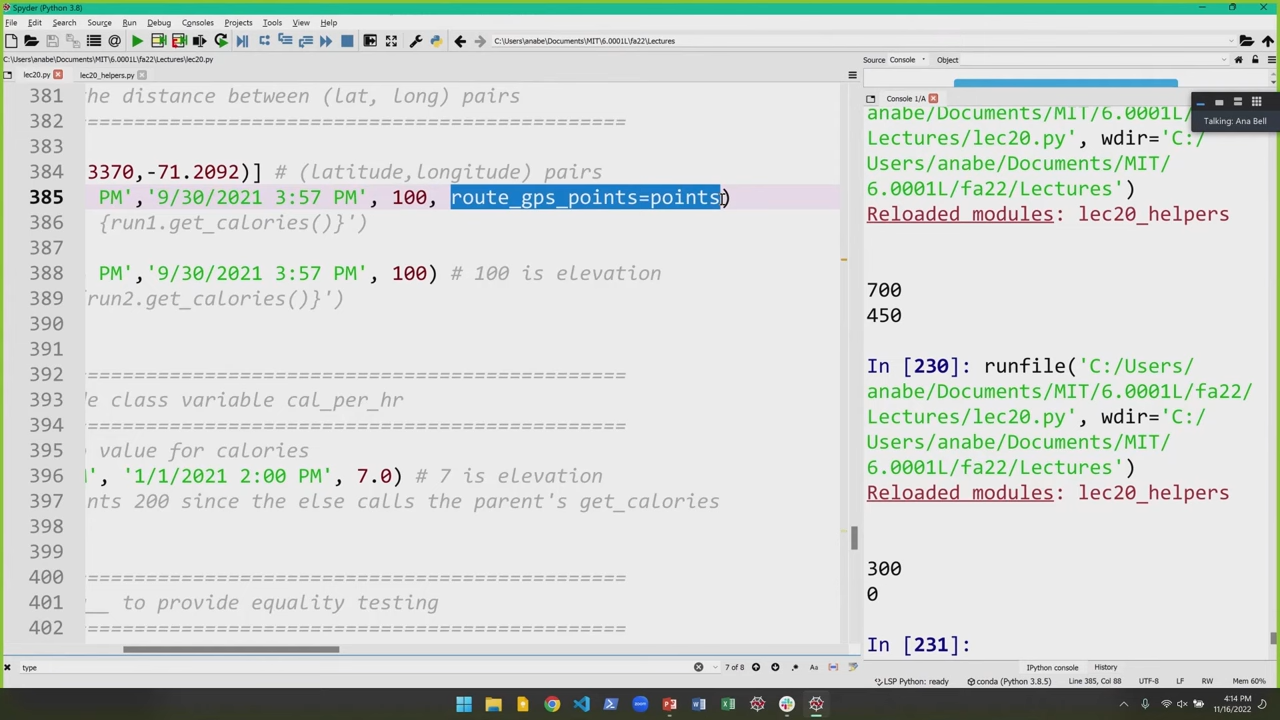 Spyder (Python 3.8)
File Edit Search Source Run Debug Consoles Projects Tools View Help
C:\Users\anabe\Documents\MIT\6.0001L\fa22\Lectures
C:\Users\anabe\Documents\MIT\6.0001L\fa22\Lectures\lec20.py
Source Console Object
lec20.py lec20_helpers.py
381 the distance between (lat, long) pairs
382 ==========================================
383
384 3370,-71.2092)] # (latitude,longitude) pairs
385 PM','9/30/2021 3:57 PM', 100, route_gps_points=points)
386 {run1.get_calories()}')
387
388 PM','9/30/2021 3:57 PM', 100) # 100 is elevation
389 {run2.get_calories()}')
390
391
392 ==========================================
393 class variable cal_per_hr
394 ==========================================
395 value for calories
396 ', '1/1/2021 2:00 PM', 7.0) # 7 is elevation
397 nts 200 since the else calls the parent's get_calories
398
399
400 ==========================================
401 __ to provide equality testing
402 ==========================================
type
7 of 8
Aa
Console 1/A
Talking: Ana Bell
anabe/Documents/MIT/6.0001L/fa22/
Lectures/lec20.py', wdir='C:/
Users/anabe/Documents/MIT/
6.0001L/fa22/Lectures')
Reloaded modules: lec20_helpers
700
450
In [230]: runfile('C:/Users/
anabe/Documents/MIT/6.0001L/fa22/
Lectures/lec20.py', wdir='C:/
Users/anabe/Documents/MIT/
6.0001L/fa22/Lectures')
Reloaded modules: lec20_helpers
300
0
In [231]:
IPython console History
LSP Python: ready conda (Python 3.8.5) Line 385, Col 88 UTF-8 LF RW Mem 60%
4:14 PM
11/16/2022